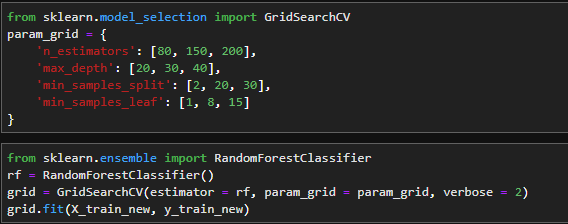 from sklearn.model_selection import GridSearchCV
param_grid = {
    'n_estimators': [80, 150, 200],
    'max_depth': [20, 30, 40],
    'min_samples_split': [2, 20, 30],
    'min_samples_leaf': [1, 8, 15]
}
from sklearn.ensemble import RandomForestClassifier
rf = RandomForestClassifier()
grid = GridSearchCV(estimator = rf, param_grid = param_grid, verbose = 2)
grid.fit(X_train_new, y_train_new)